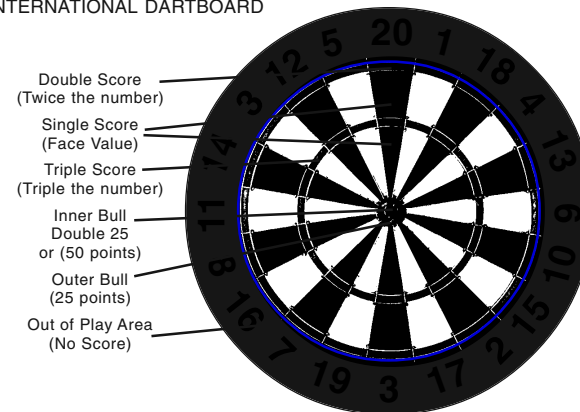 NTERNATIONAL DARTBOARD
20
1
18
4
13
9
10
15
2
17
3
19
7
16
8
11
14
3
12
5
Double Score
(Twice the number)
Single Score
(Face Value)
Triple Score
(Triple the number)
Inner Bull
Double 25
or (50 points)
Outer Bull
(25 points)
Out of Play Area
(No Score)